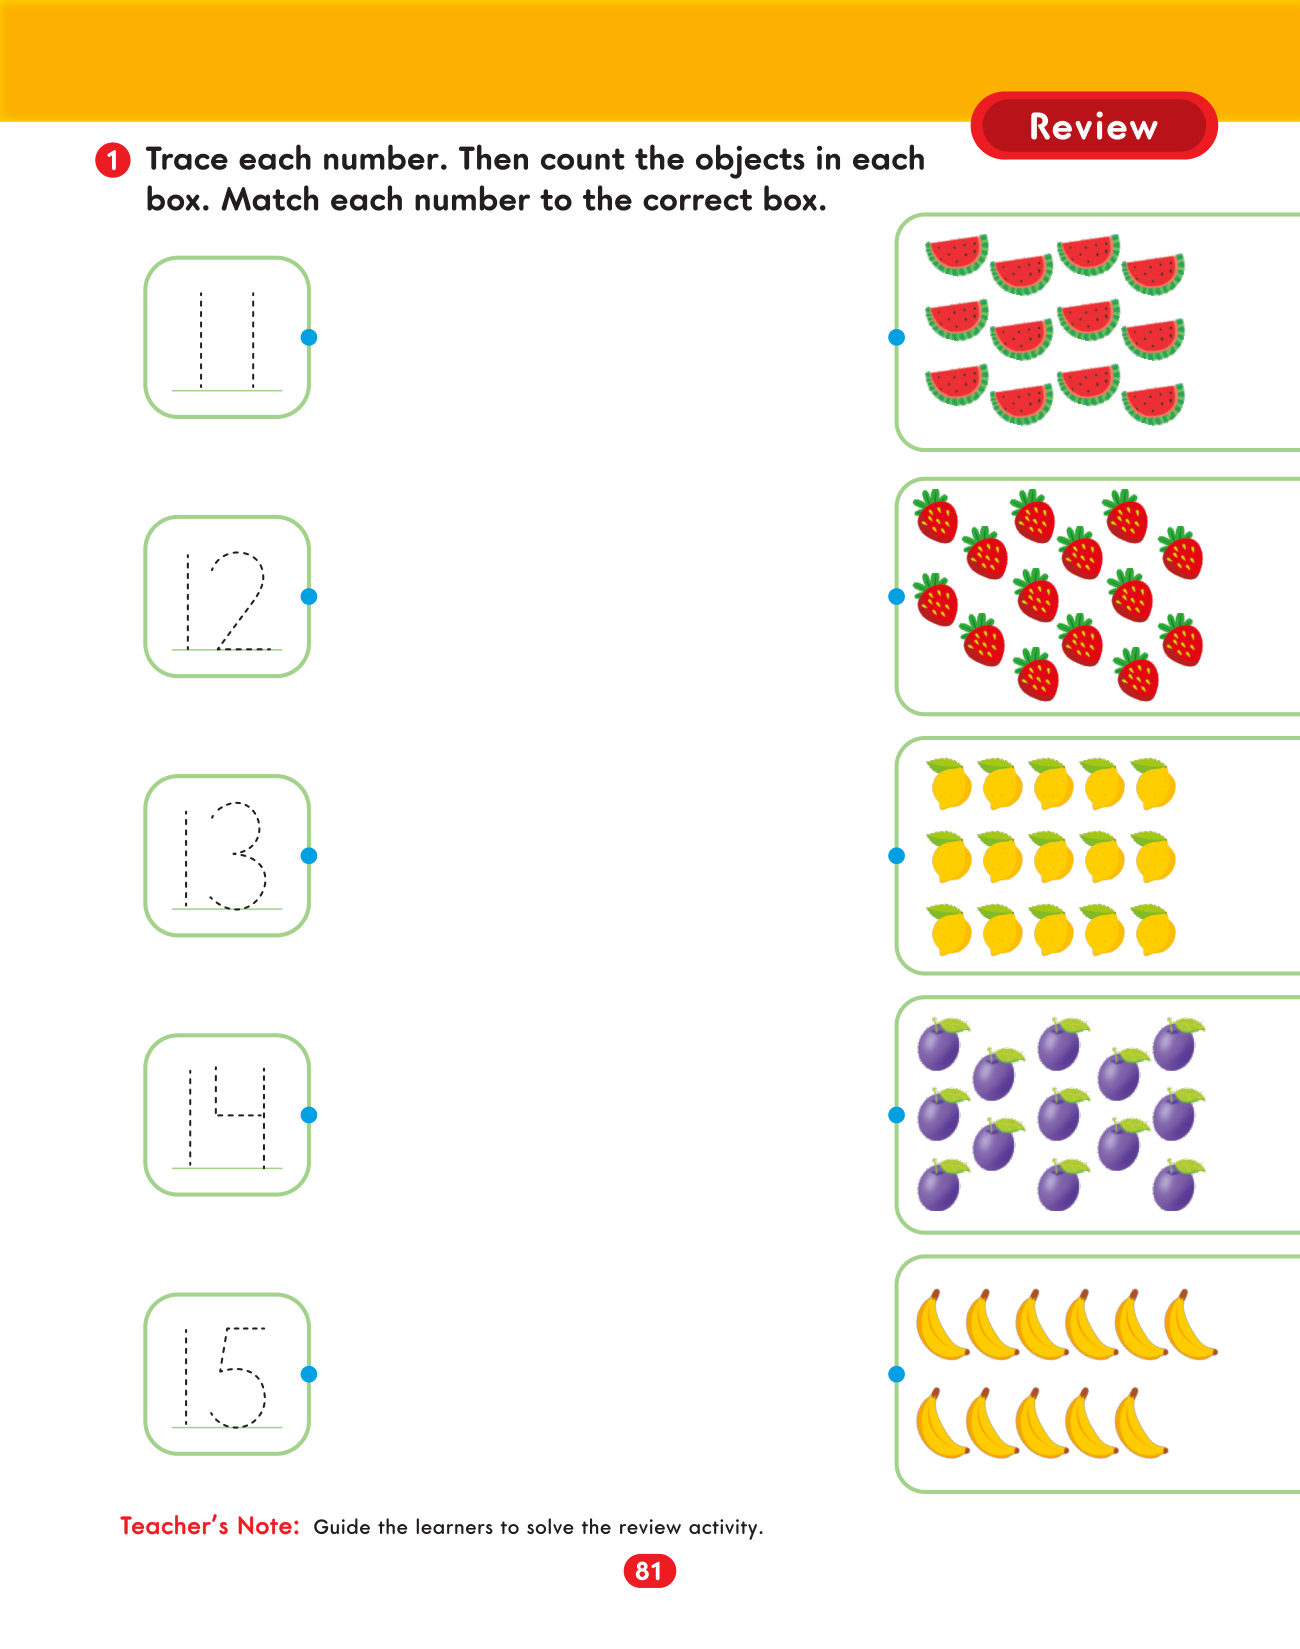 Review
1 Trace each number. Then count the objects in each
box. Match each number to the correct box.
11
12
13
14
15
Teacher's Note: Guide the learners to solve the review activity.
81